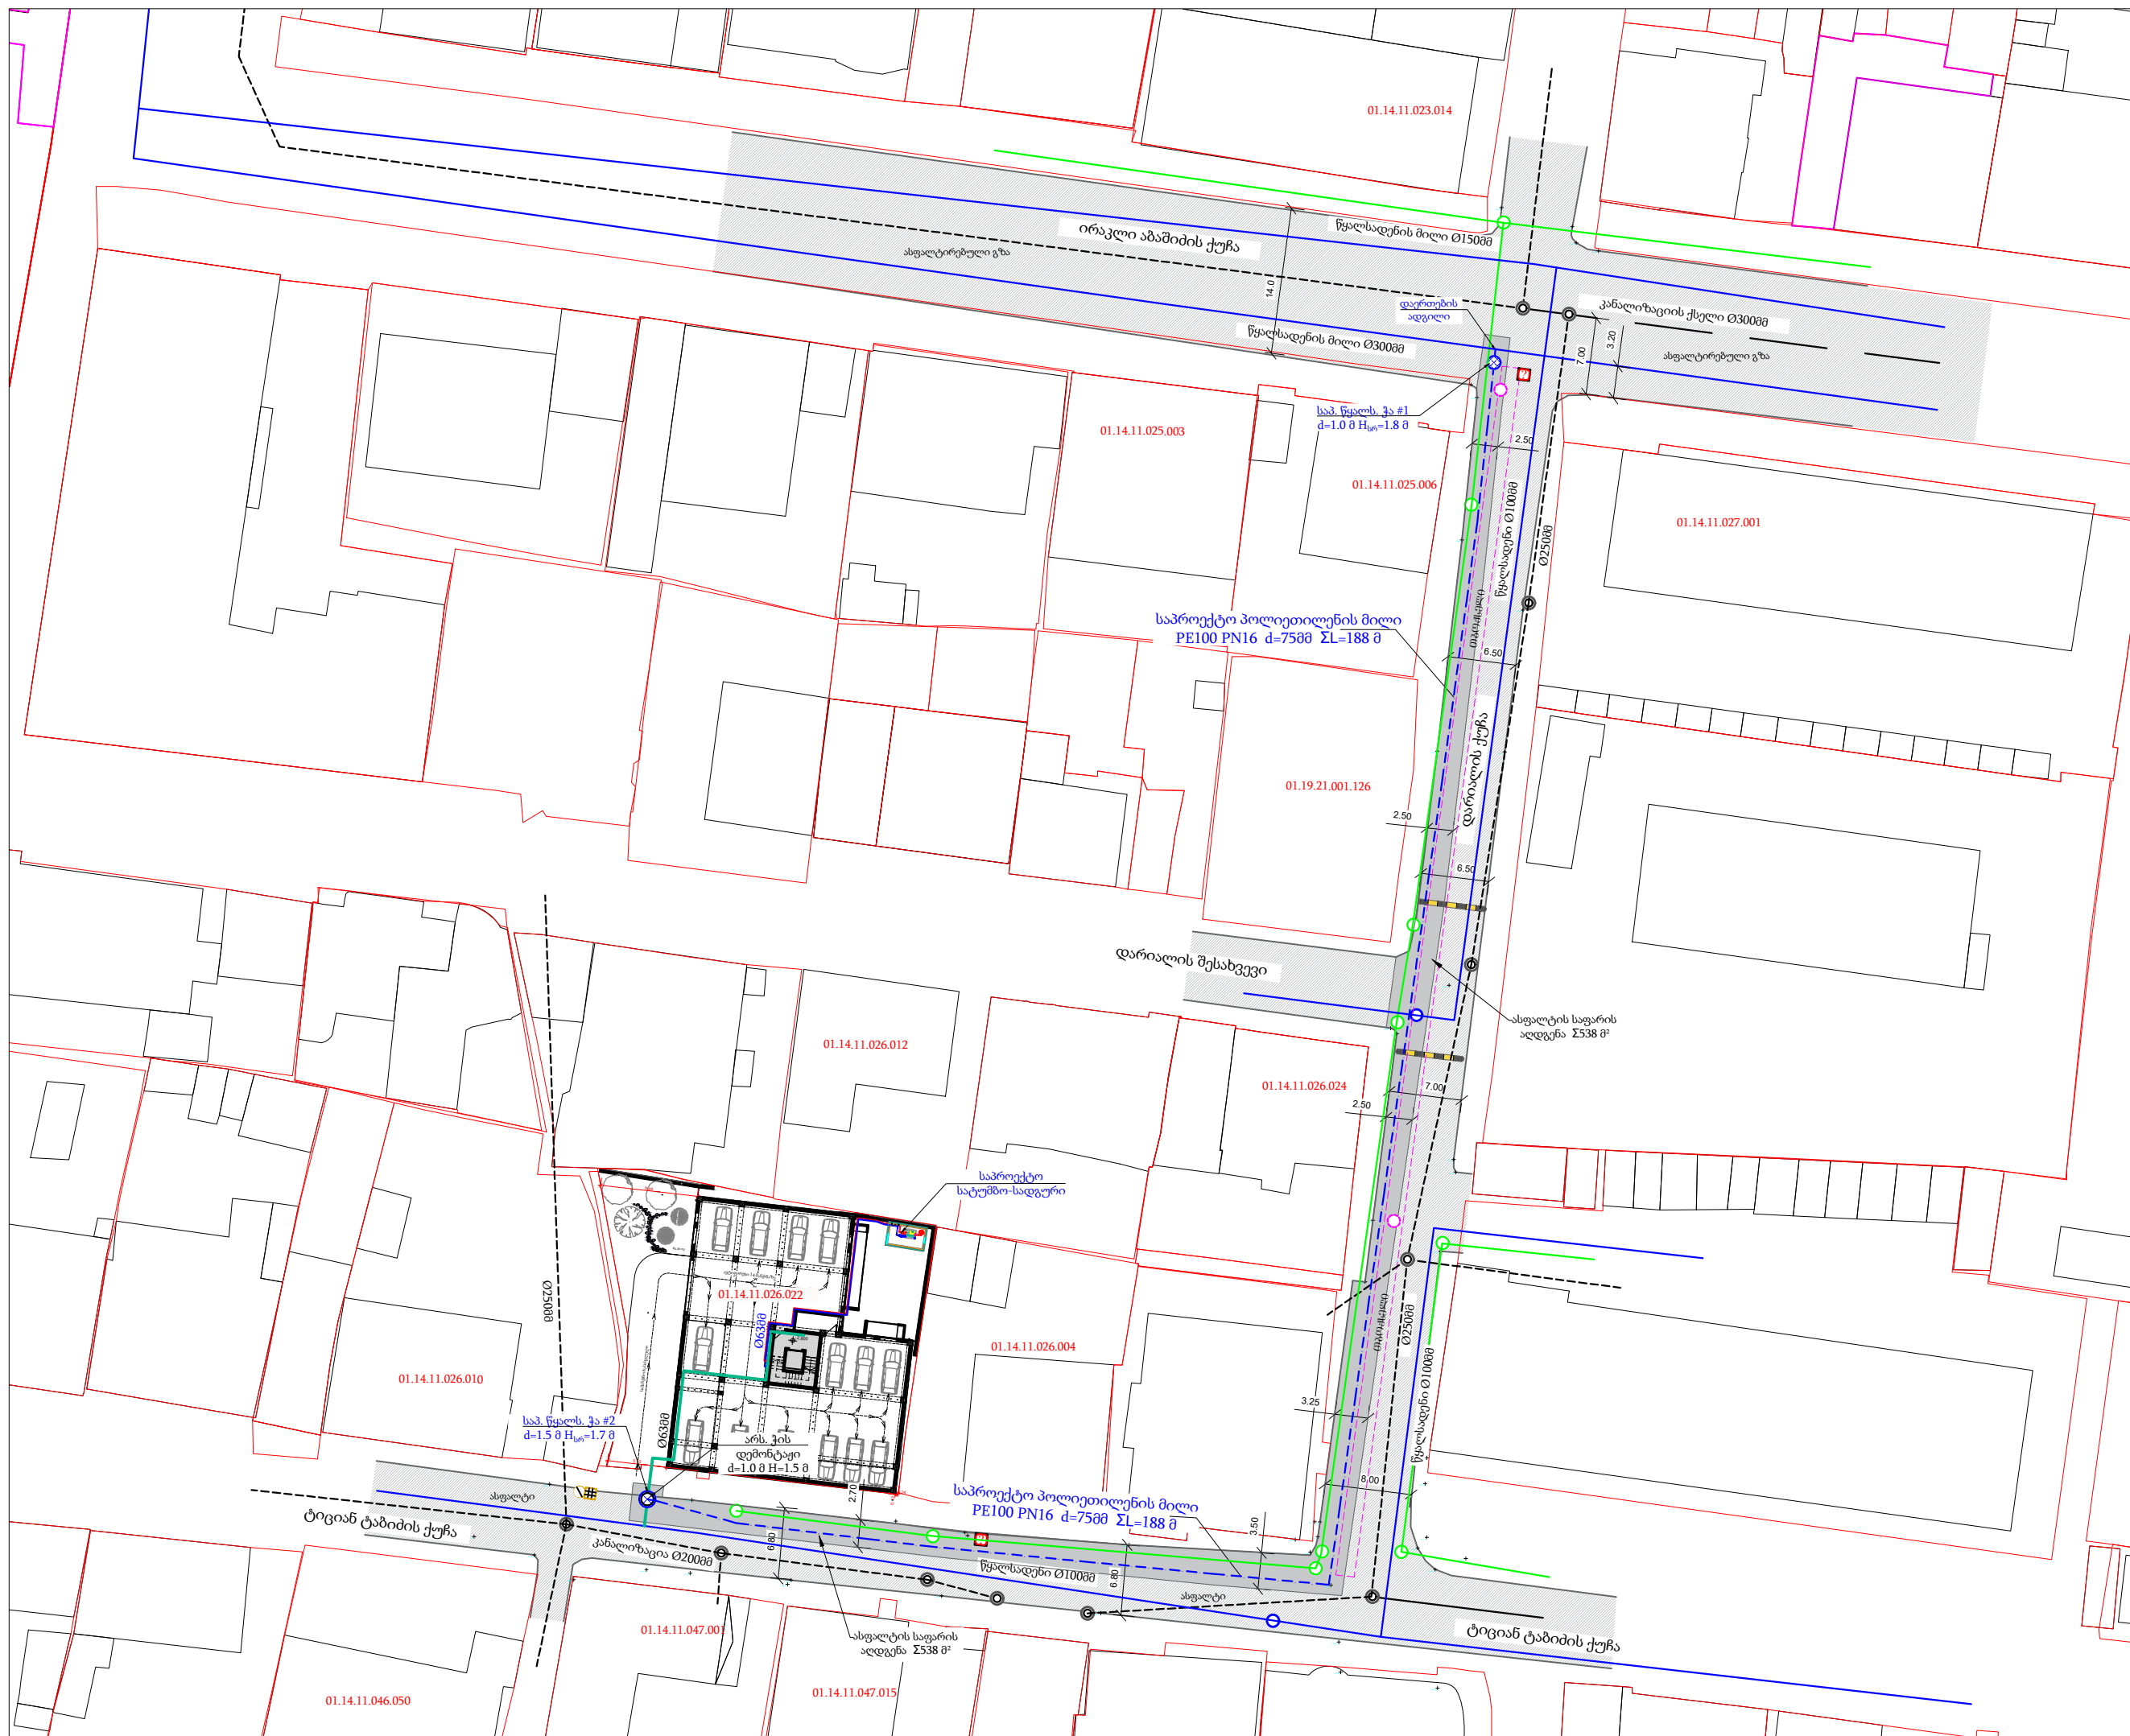 01.14.11.023.014
ირაკლი აბაშიძის ქუჩა
წყალსადენის მილი Ø150მმ
ასფალტირებული გზა
14.0
დაერთების
ადგილი
კანალიზაციის ქსელი Ø300მმ
წყალსადენის მილი Ø300მმ
7.00
3.20
ასფალტირებული გზა
საპ. წყალს. ჭა #1
d=1.0 მ Hსრ=1.8 მ
01.14.11.025.003
2.50
01.14.11.025.006
წყალსადენი Ø100მმ
Ø250მმ
01.14.11.027.001
საპროექტო პოლიეთილენის მილი
PE100 PN16 d=75მმ ΣL=188 მ
6.50
დარიალის ქუჩა
01.19.21.001.126
2.50
6.50
დარიალის შესახვევი
ასფალტის საფარის
აღდგენა Σ538 მ²
01.14.11.026.012
01.14.11.026.024
7.00
2.50
საპროექტო
სატუმბო-სადგური
Ø250მმ
01.14.11.026.022
Ø63მმ
01.14.11.026.004
Ø250მმ
წყალსადენი Ø100მმ
01.14.11.026.010
3.25
საპ. წყალს. ჭა #2
d=1.5 მ Hსრ=1.7 მ
Ø63მმ
არს. ჭის
დემონტაჟი
d=1.0 მ H=1.5 მ
8.00
საპროექტო პოლიეთილენის მილი
PE100 PN16 d=75მმ ΣL=188 მ
ასფალტი
2.70
3.50
ტიციან ტაბიძის ქუჩა
6.80
კანალიზაცია Ø200მმ
წყალსადენი Ø100მმ
6.80
ასფალტი
01.14.11.047.001
ასფალტის საფარის
აღდგენა Σ538 მ²
ტიციან ტაბიძის ქუჩა
01.14.11.046.050
01.14.11.047.015